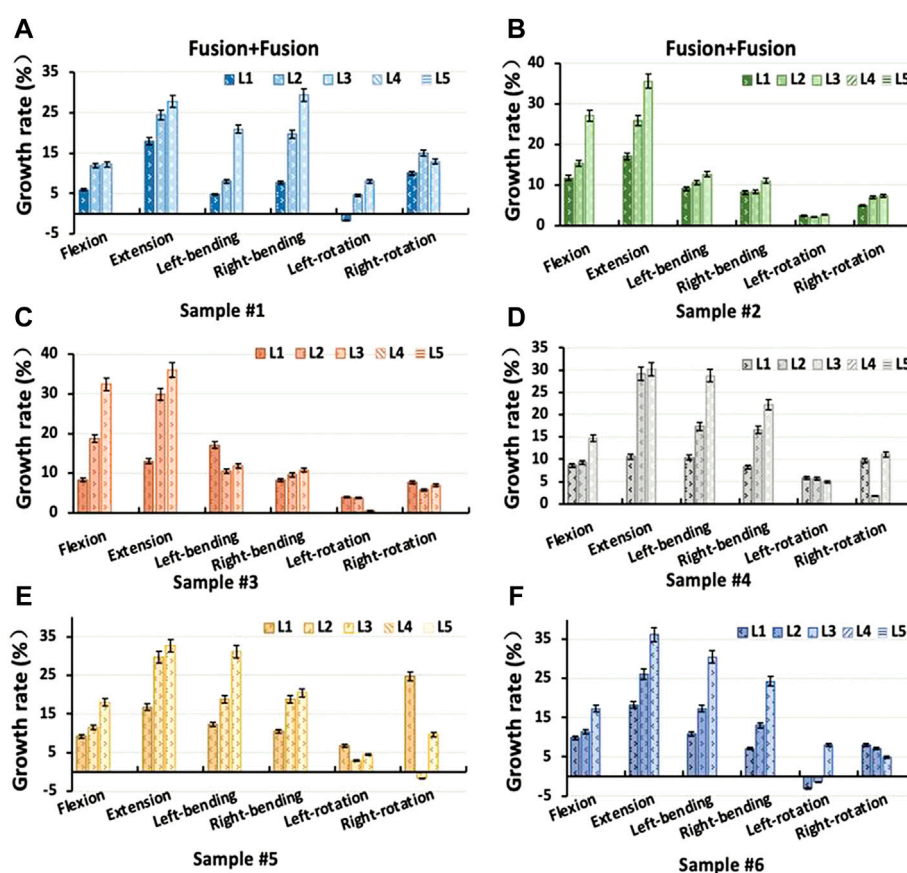 A
Fusion+Fusion
Growth rate (%)
35
25
15
5
-5
L1 L2 L3 L4 L5
Flexion
Extension
Left-bending
Right-bending
Left-rotation
Right-rotation
Sample #1
B
Fusion+Fusion
Growth rate (%)
40
30
20
10
0
L1 L2 L3 L4 L5
Flexion
Extension
Left-bending
Right-bending
Left-rotation
Right-rotation
Sample #2
C
Growth rate (%)
40
30
20
10
0
L1 L2 L3 L4 L5
Flexion
Extension
Left-bending
Right-bending
Left-rotation
Right-rotation
Sample #3
D
Growth rate (%)
35
30
25
20
15
10
5
0
L1 L2 L3 L4 L5
Flexion
Extension
Left-bending
Right-bending
Left-rotation
Right-rotation
Sample #4
E
Growth rate (%)
35
25
15
5
-5
L1 L2 L3 L4 L5
Flexion
Extension
Left-bending
Right-bending
Left-rotation
Right-rotation
Sample #5
F
Growth rate (%)
35
25
15
5
-5
L1 L2 L3 L4 L5
Flexion
Extension
Left-bending
Right-bending
Left-rotation
Right-rotation
Sample #6